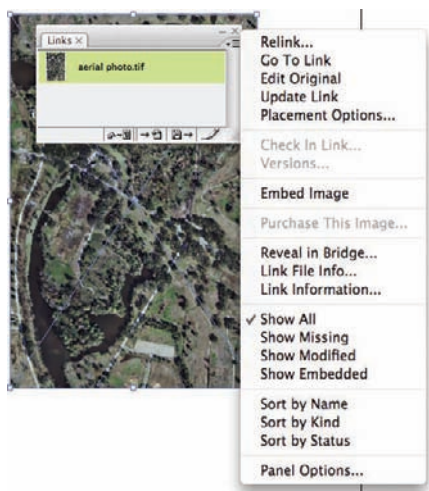 Links ×
aerial photo.tif
Relink...
Go To Link
Edit Original
Update Link
Placement Options...
Check In Link...
Versions...
Embed Image
Purchase This Image...
Reveal in Bridge...
Link File Info...
Link Information...
✓ Show All
Show Missing
Show Modified
Show Embedded
Sort by Name
Sort by Kind
Sort by Status
Panel Options...